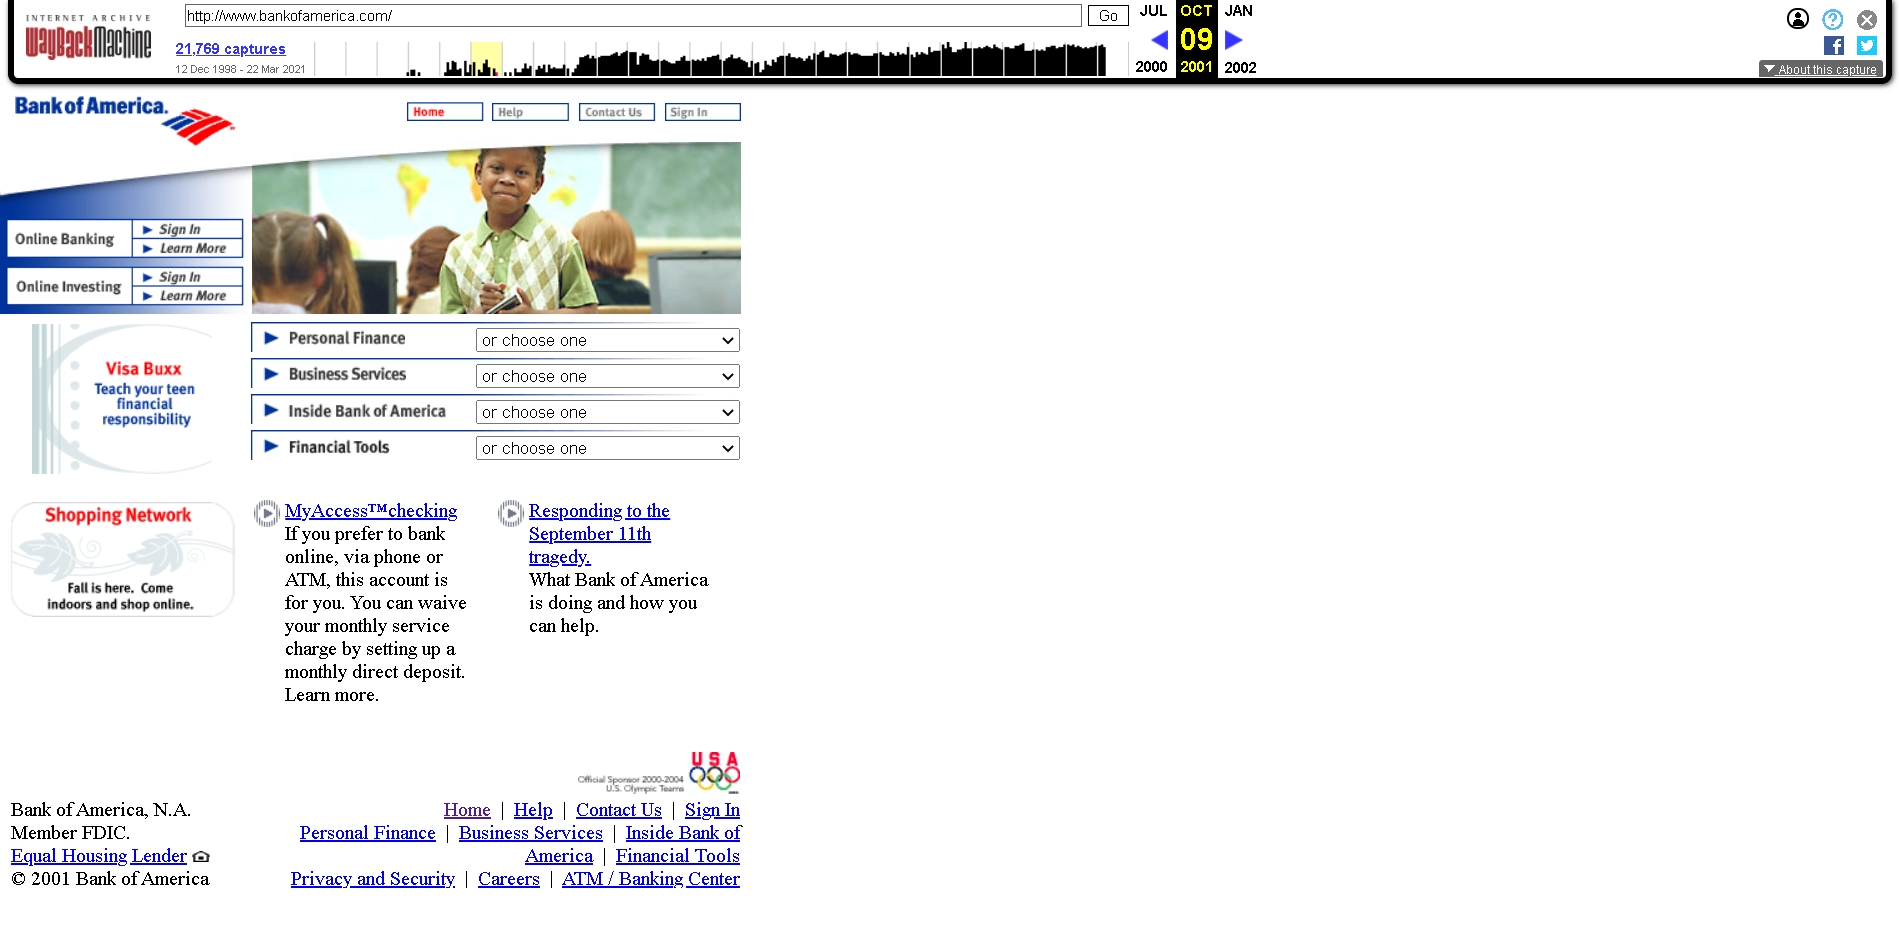 INTERNET ARCHIVE
WayBackMachine
http://www.bankofamerica.com/
Go
21,769 captures
12 Dec 1998 - 22 Mar 2021
JUL OCT JAN
09
2000 2001 2002
About this capture
Bank of America.
Home
Help
Contact Us
Sign In
Online Banking
Sign In
Learn More
Online Investing
Sign In
Learn More
Visa Buxx
Teach your teen
financial
responsibility
Personal Finance
or choose one
Business Services
or choose one
Inside Bank of America
or choose one
Financial Tools
or choose one
Shopping Network
Fall is here. Come
indoors and shop online.
MyAccess™checking
If you prefer to bank
online, via phone or
ATM, this account is
for you. You can waive
your monthly service
charge by setting up a
monthly direct deposit.
Learn more.
Responding to the
September 11th
tragedy.
What Bank of America
is doing and how you
can help.
Official Sponsor 2000-2004
U.S. Olympic Teams
USA
Bank of America, N.A.
Member FDIC.
Equal Housing Lender
© 2001 Bank of America
Home | Help | Contact Us | Sign In
Personal Finance | Business Services | Inside Bank of
America | Financial Tools
Privacy and Security | Careers | ATM / Banking Center